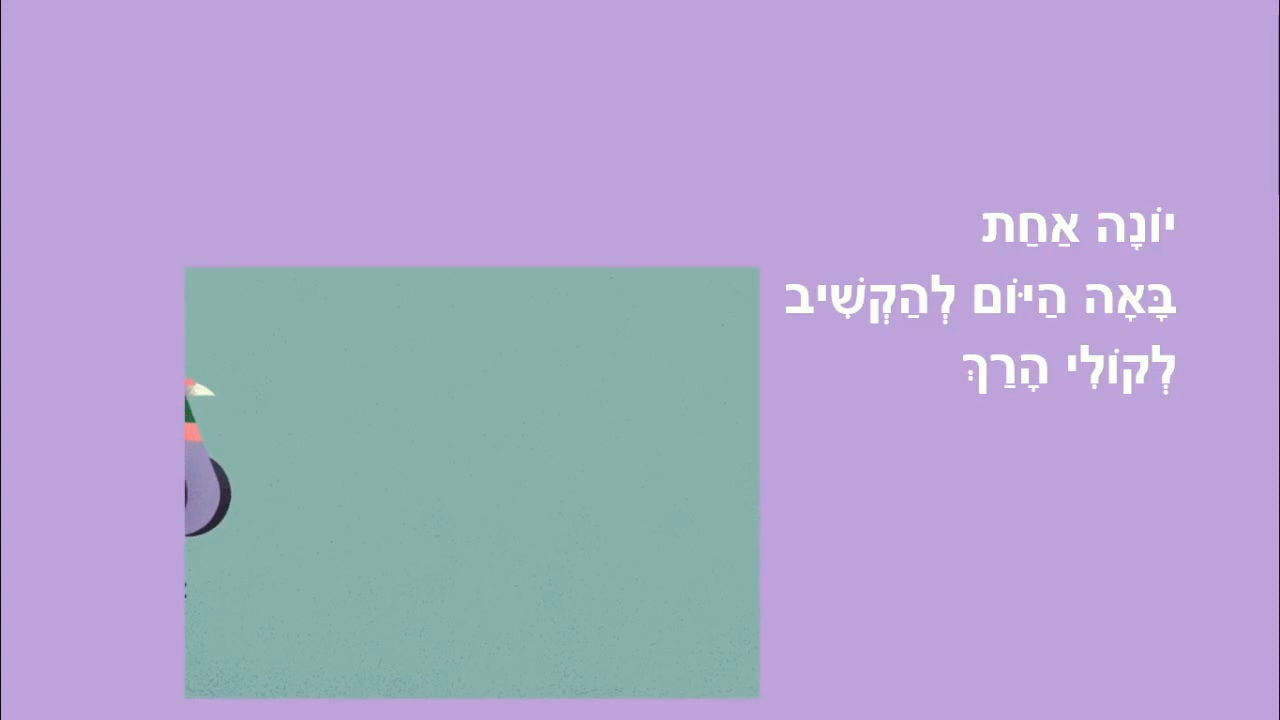 יוֹנָה אַחַת
בָּאָה הַיּוֹם לְהַקְשִׁיב
לְקוֹלִי הָרַךְ